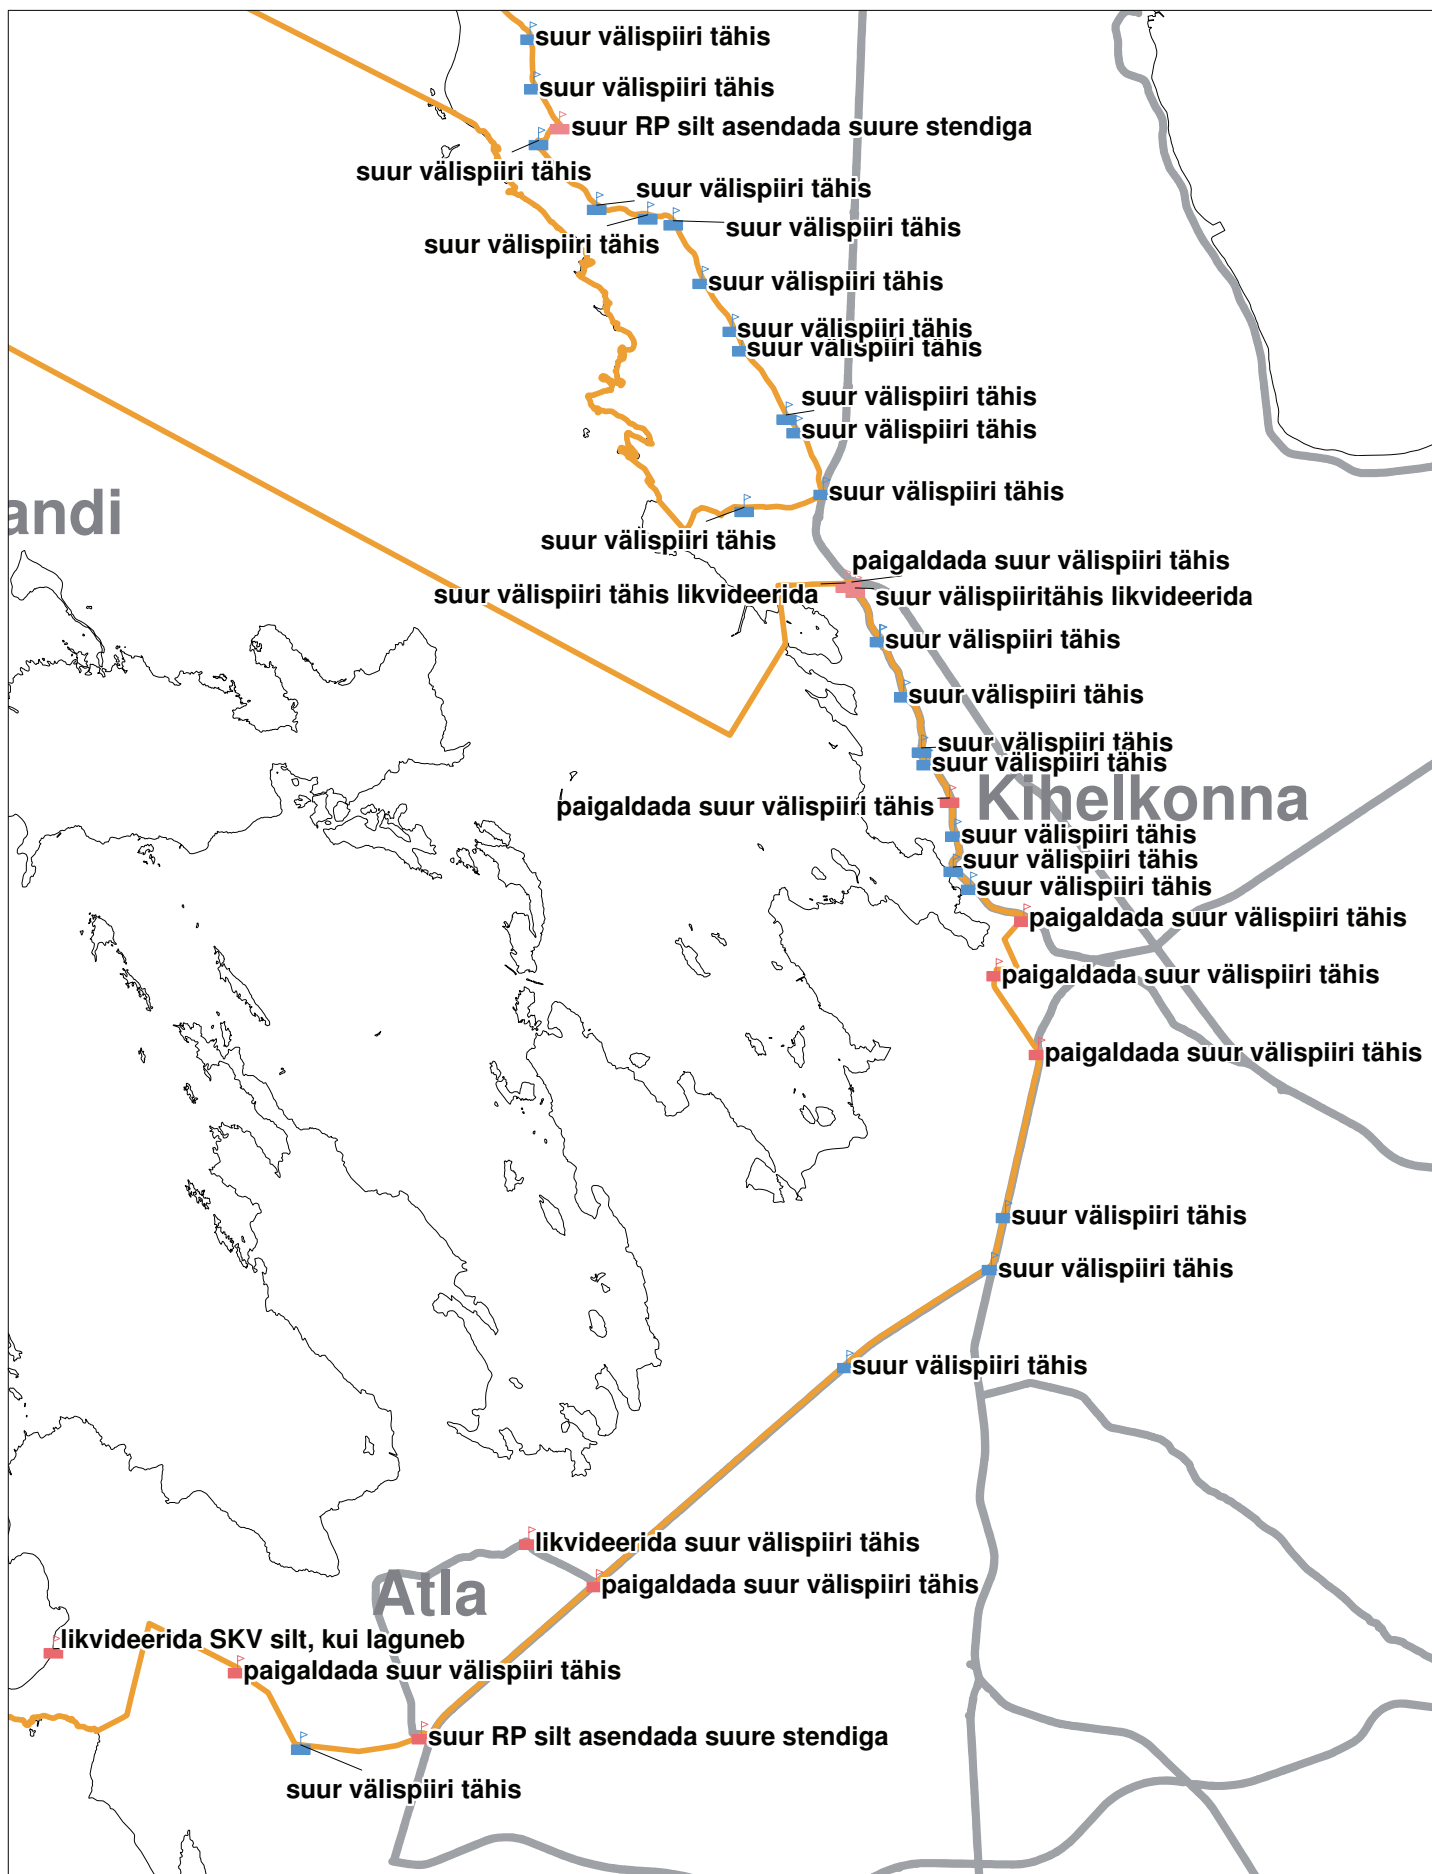 suur välispiiri tähis
suur välispiiri tähis
suur RP silt asendada suure stendiga
suur välispiiri tähis
suur välispiiri tähis
suur välispiiri tähis
suur välispiiri tähis
suur välispiiri tähis
suur välispiiri tähis
suur välispiiri tähis
suur välispiiri tähis
suur välispiiri tähis
suur välispiiri tähis
andi
suur välispiiri tähis
paigaldada suur välispiiri tähis
suur välispiiri tähis likvideerida
suur välispiiritähis likvideerida
suur välispiiri tähis
suur välispiiri tähis
suur välispiiri tähis
suur välispiiri tähis
Kihelkonna
paigaldada suur välispiiri tähis
suur välispiiri tähis
suur välispiiri tähis
suur välispiiri tähis
paigaldada suur välispiiri tähis
paigaldada suur välispiiri tähis
paigaldada suur välispiiri tähis
suur välispiiri tähis
suur välispiiri tähis
suur välispiiri tähis
likvideerida suur välispiiri tähis
paigaldada suur välispiiri tähis
Atla
likvideerida SKV silt, kui laguneb
paigaldada suur välispiiri tähis
suur RP silt asendada suure stendiga
suur välispiiri tähis